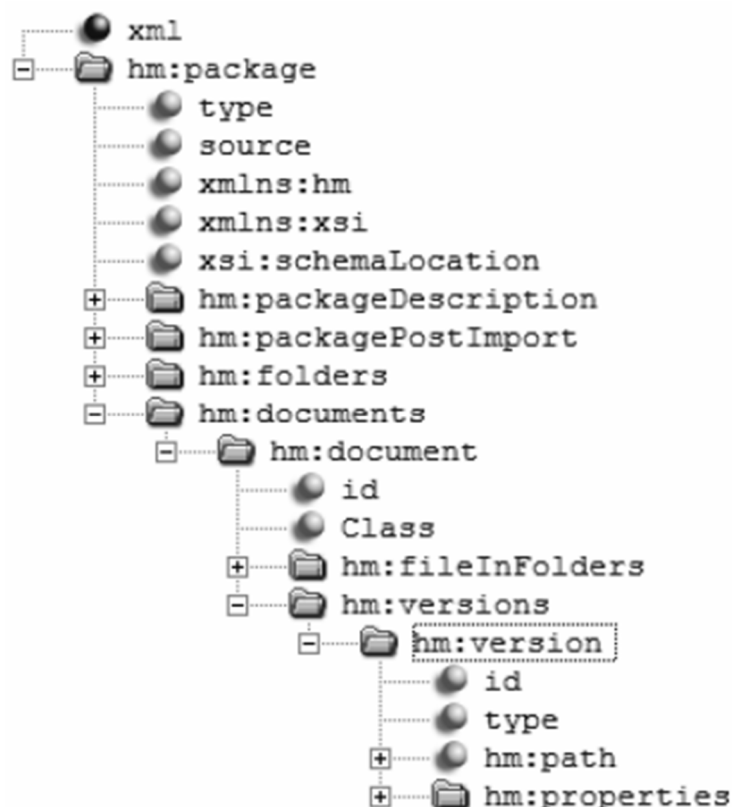 xml
hm:package
type
source
xmlns:hm
xmlns:xsi
xsi:schemaLocation
hm:packageDescription
hm:packagePostImport
hm:folders
hm:documents
hm:document
id
Class
hm:fileInFolders
hm:versions
hm:version
id
type
hm:path
hm:properties